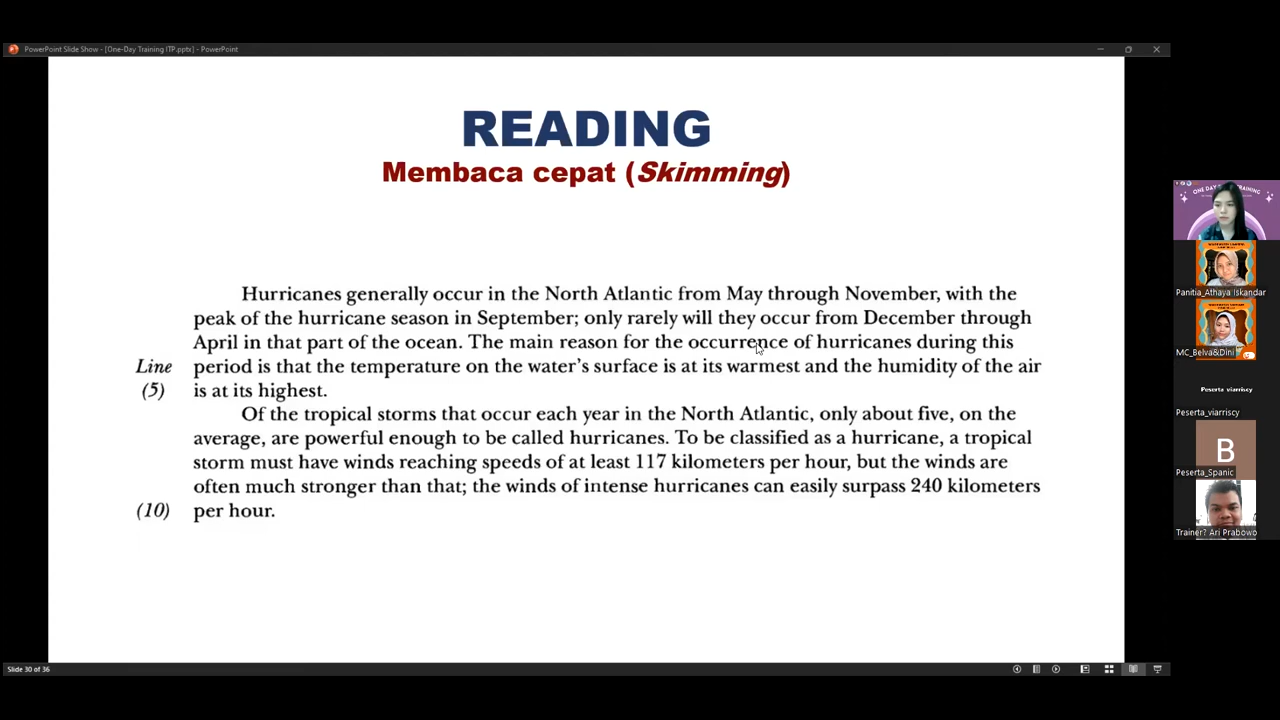 PowerPoint Slide Show - [One-Day Training ITP.pptx] - PowerPoint
READING
Membaca cepat (Skimming)
Hurricanes generally occur in the North Atlantic from May through November, with the
peak of the hurricane season in September; only rarely will they occur from December through
April in that part of the ocean. The main reason for the occurrence of hurricanes during this
Line period is that the temperature on the water's surface is at its warmest and the humidity of the air
(5) is at its highest.
Of the tropical storms that occur each year in the North Atlantic, only about five, on the
average, are powerful enough to be called hurricanes. To be classified as a hurricane, a tropical
storm must have winds reaching speeds of at least 117 kilometers per hour, but the winds are
often much stronger than that; the winds of intense hurricanes can easily surpass 240 kilometers
(10) per hour.
ONE DAY TRAINING
Panitia_Athaya Iskandar
MC_Belva&Dini
Peserta viarriscy
Peserta_viarriscy
B
Peserta_Spanic
Trainer? Ari Prabowo
Slide 30 of 36